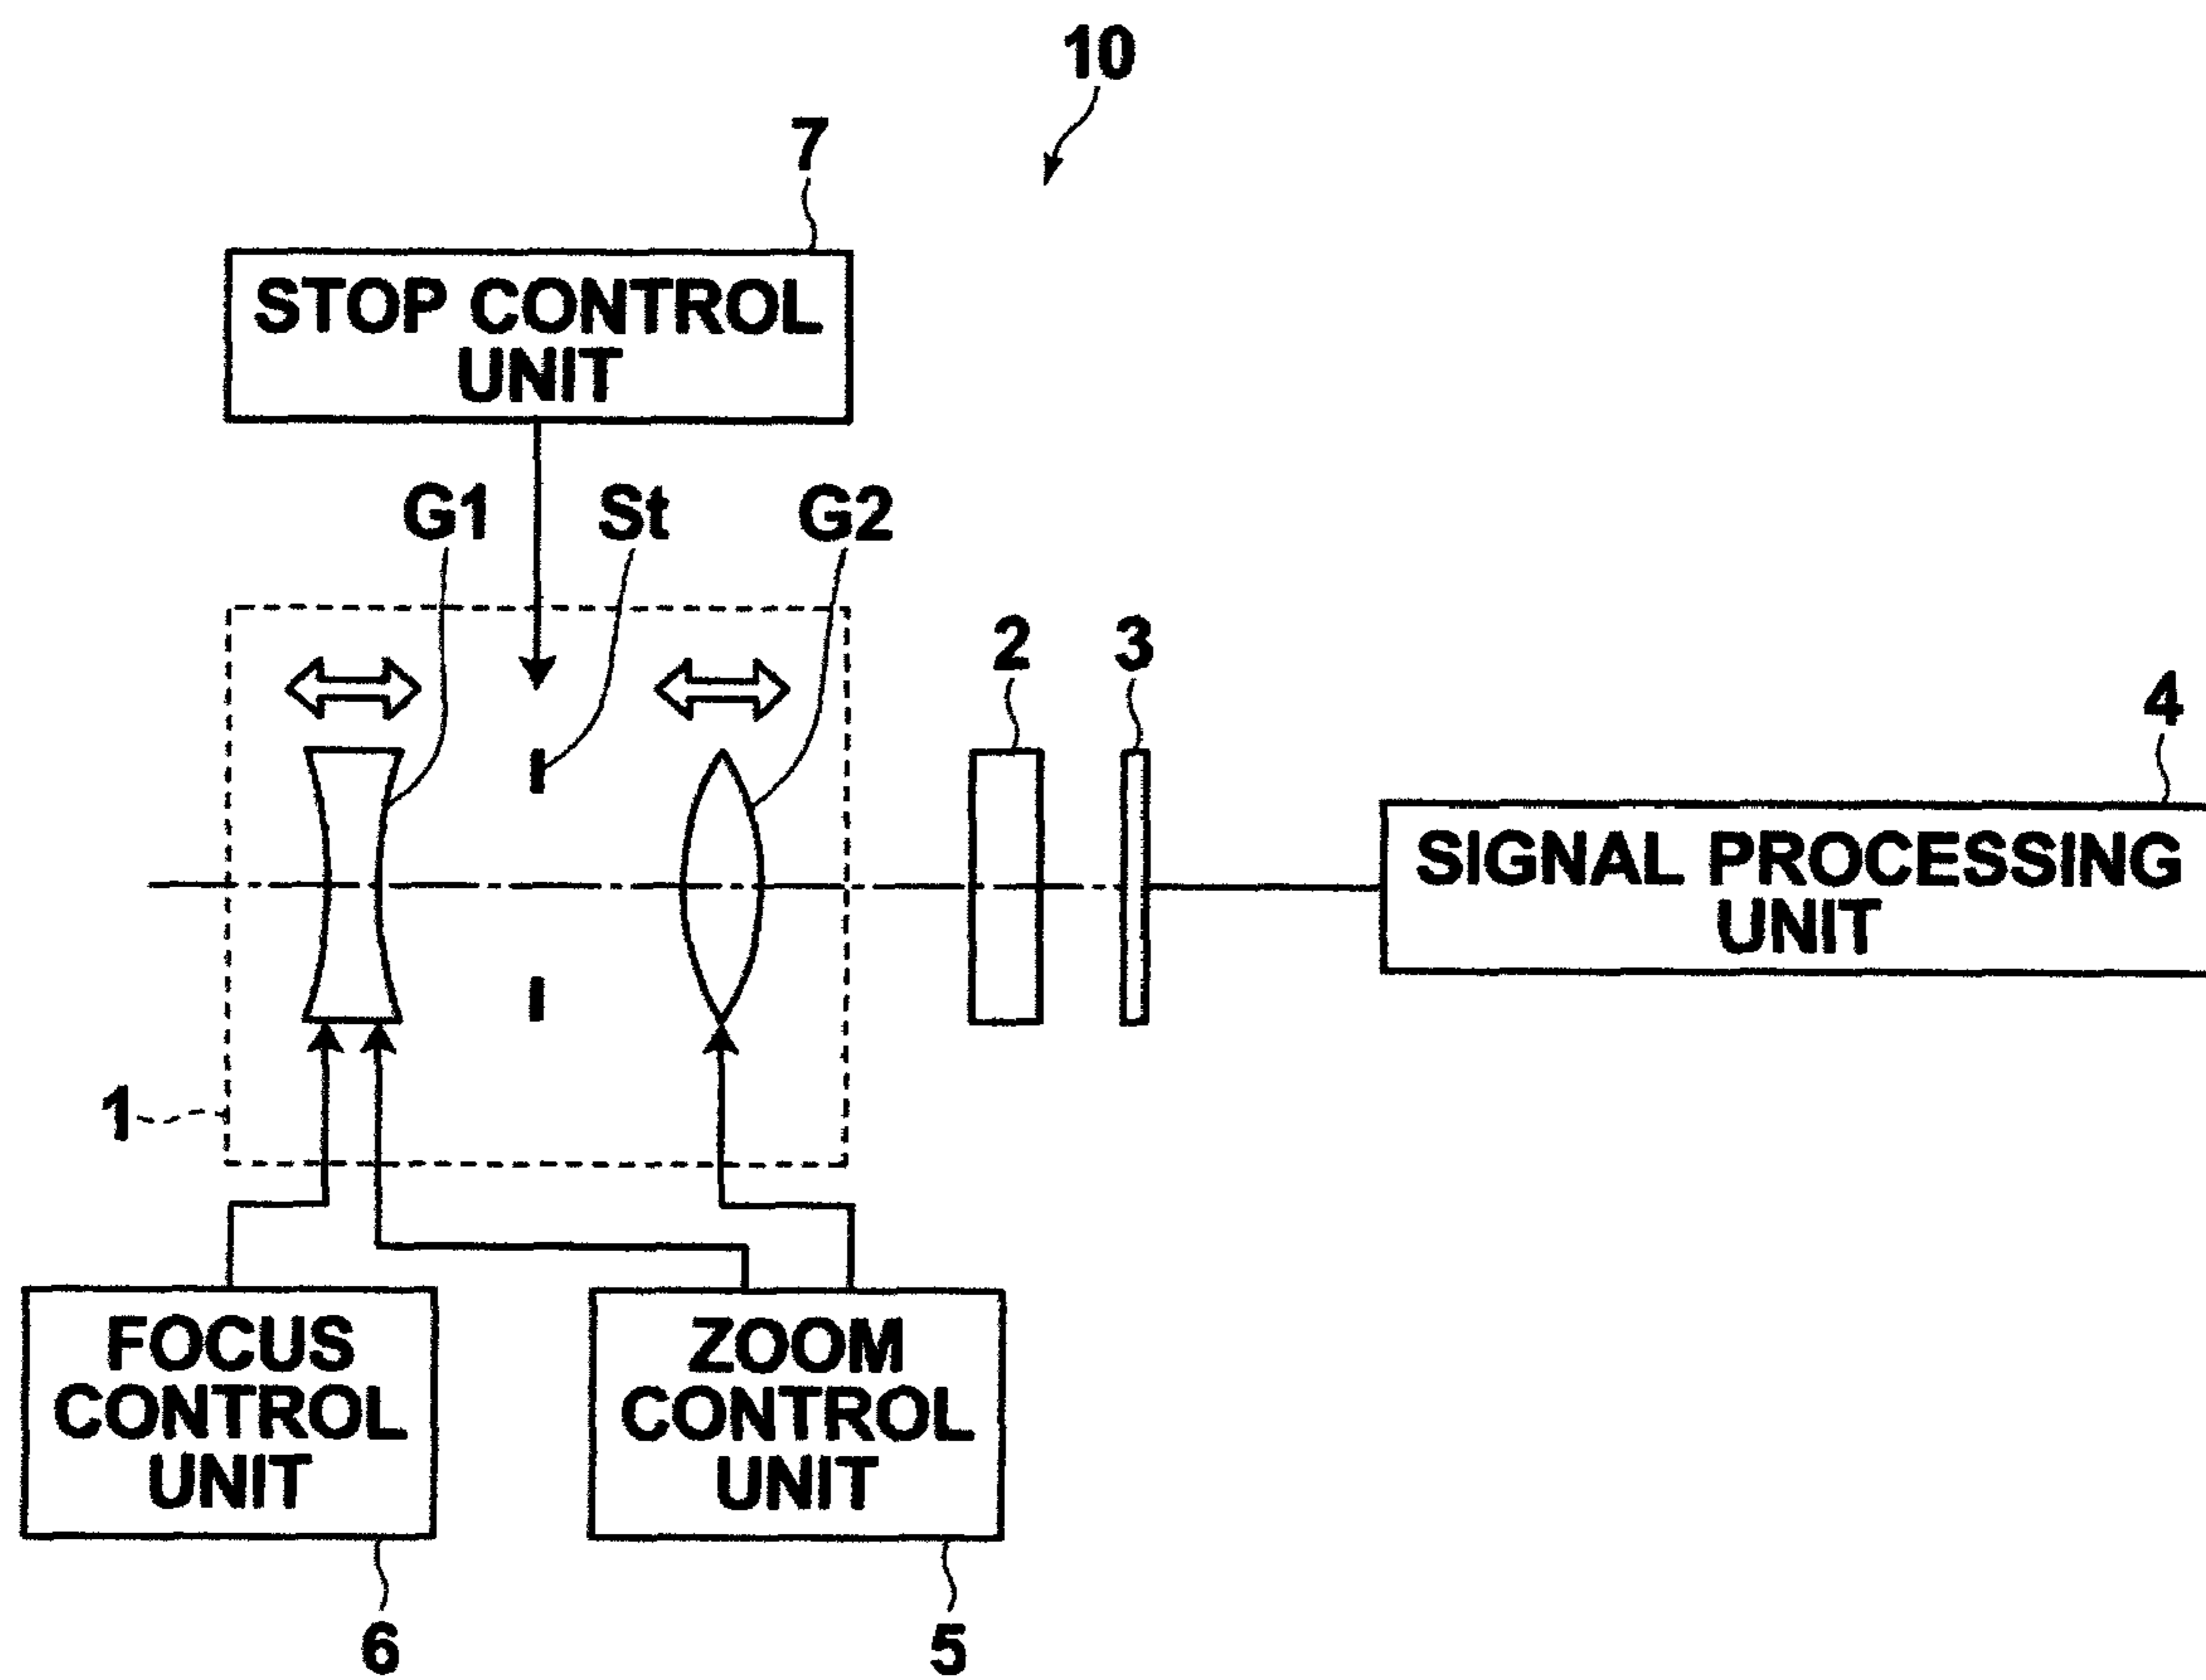 10
7
STOP CONTROL
UNIT
G1 St G2
2 3
4
SIGNAL PROCESSING
UNIT
1
FOCUS
CONTROL
UNIT
ZOOM
CONTROL
UNIT
6 5